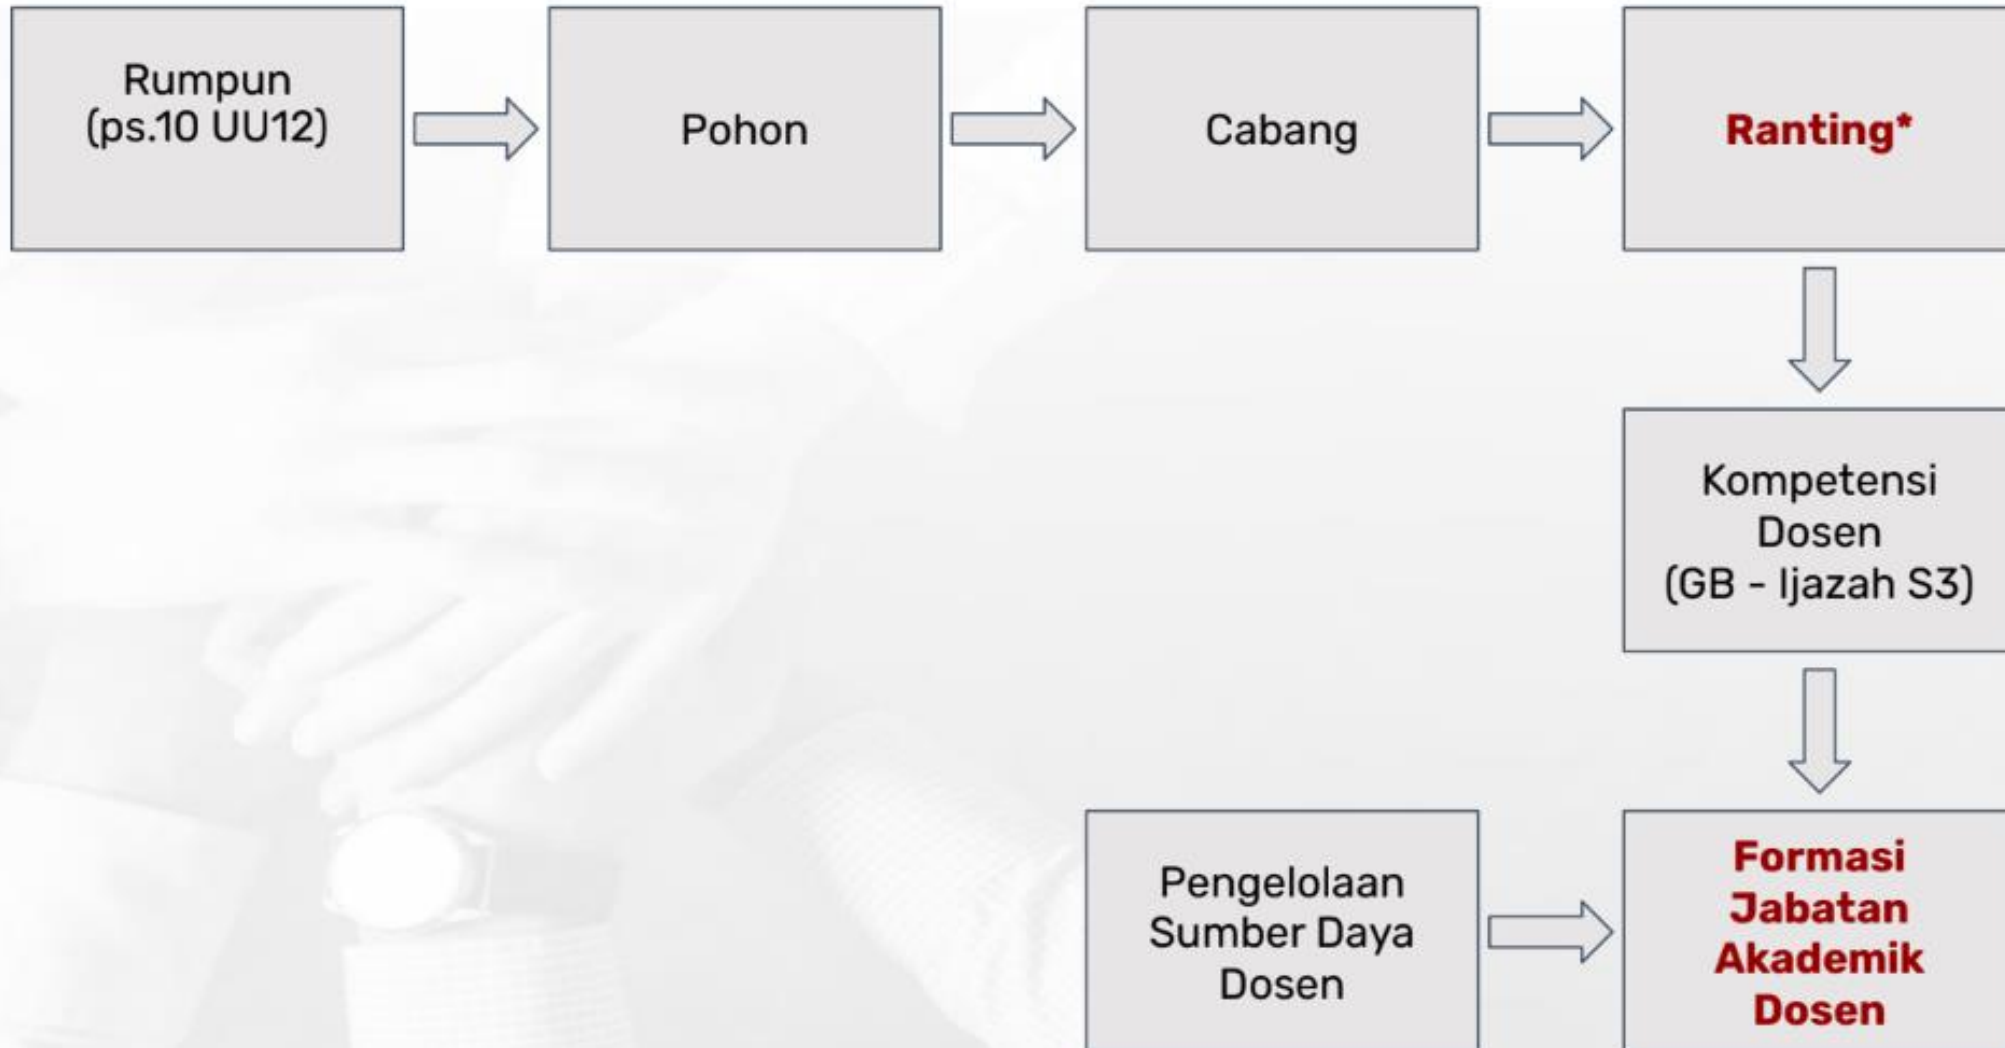 Rumpun
(ps.10 UU12)
Pohon
Cabang
Ranting*
Kompetensi
Dosen
(GB - Ijazah S3)
Pengelolaan
Sumber Daya
Dosen
Formasi
Jabatan
Akademik
Dosen